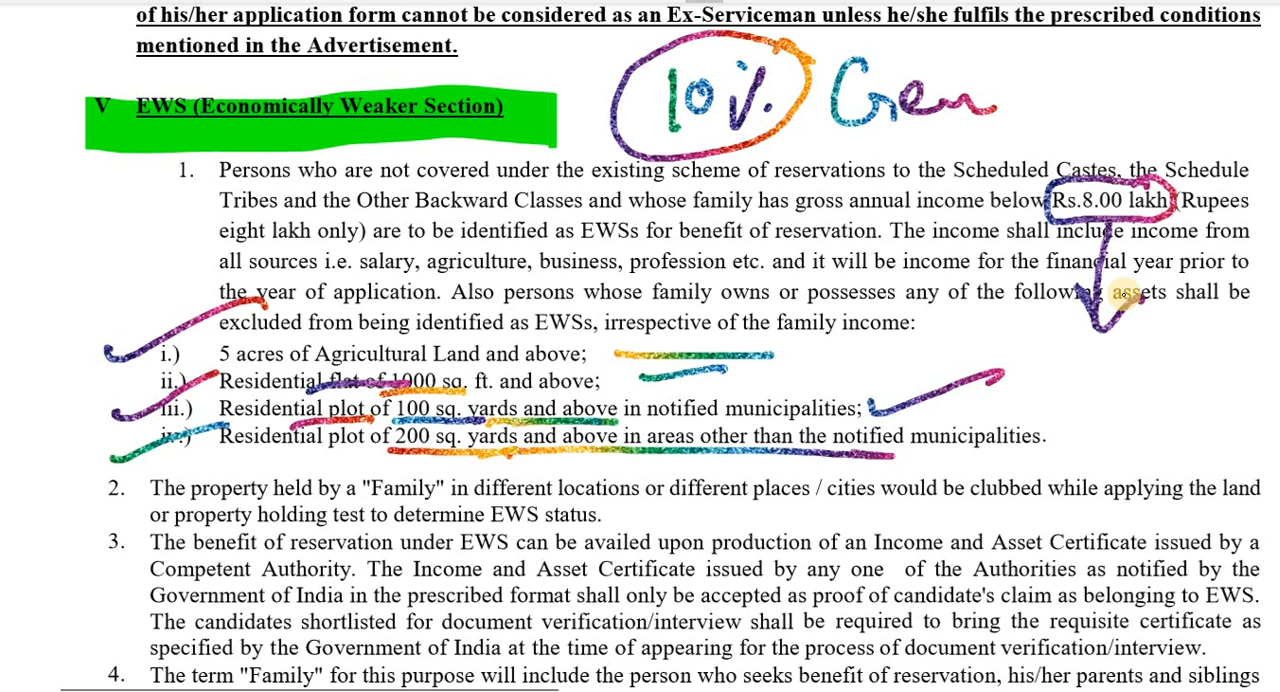 of his/her application form cannot be considered as an Ex-Serviceman unless he/she fulfils the prescribed conditions
mentioned in the Advertisement.
10%. Gen
V EWS (Economically Weaker Section)
1. Persons who are not covered under the existing scheme of reservations to the Scheduled Castes, the Schedule
Tribes and the Other Backward Classes and whose family has gross annual income below Rs.8.00 lakh (Rupees
eight lakh only) are to be identified as EWSs for benefit of reservation. The income shall include income from
all sources i.e. salary, agriculture, business, profession etc. and it will be income for the financial year prior to
the year of application. Also persons whose family owns or possesses any of the following assets shall be
excluded from being identified as EWSs, irrespective of the family income:
i.) 5 acres of Agricultural Land and above;
ii.) Residential flat of 1000 sq. ft. and above;
iii.) Residential plot of 100 sq. yards and above in notified municipalities;
iv.) Residential plot of 200 sq. yards and above in areas other than the notified municipalities.
2. The property held by a "Family" in different locations or different places / cities would be clubbed while applying the land
or property holding test to determine EWS status.
3. The benefit of reservation under EWS can be availed upon production of an Income and Asset Certificate issued by a
Competent Authority. The Income and Asset Certificate issued by any one of the Authorities as notified by the
Government of India in the prescribed format shall only be accepted as proof of candidate's claim as belonging to EWS.
The candidates shortlisted for document verification/interview shall be required to bring the requisite certificate as
specified by the Government of India at the time of appearing for the process of document verification/interview.
4. The term "Family" for this purpose will include the person who seeks benefit of reservation, his/her parents and siblings